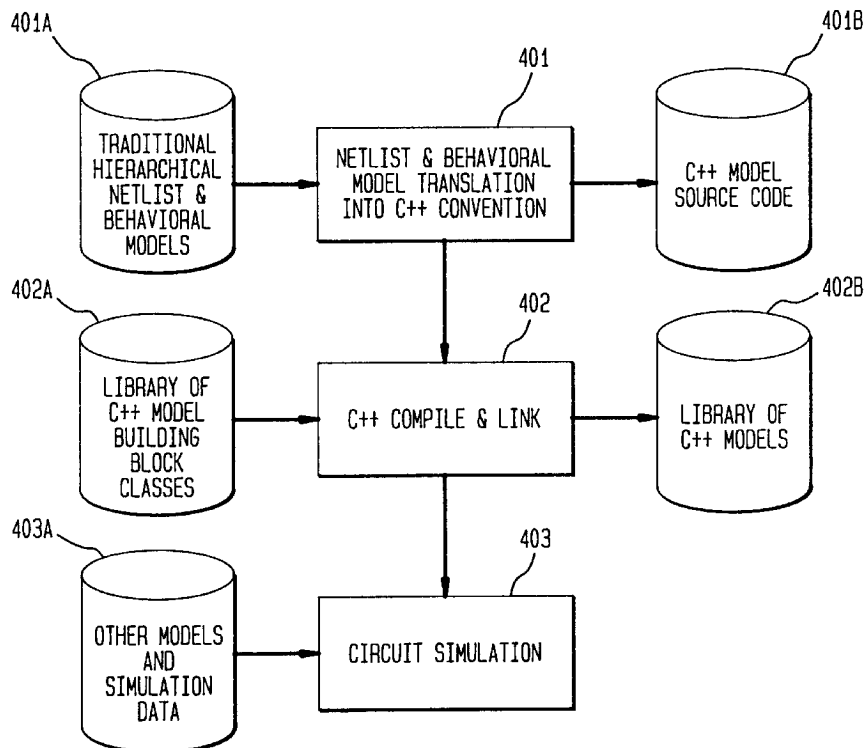 401A
401
401B
TRADITIONAL
HIERARCHICAL
NETLIST &
BEHAVIORAL
MODELS
NETLIST & BEHAVIORAL
MODEL TRANSLATION
INTO C++ CONVENTION
C++ MODEL
SOURCE CODE
402A
402
402B
LIBRARY OF
C++ MODEL
BUILDING
BLOCK
CLASSES
C++ COMPILE & LINK
LIBRARY OF
C++ MODELS
403A
403
OTHER MODELS
AND
SIMULATION
DATA
CIRCUIT SIMULATION